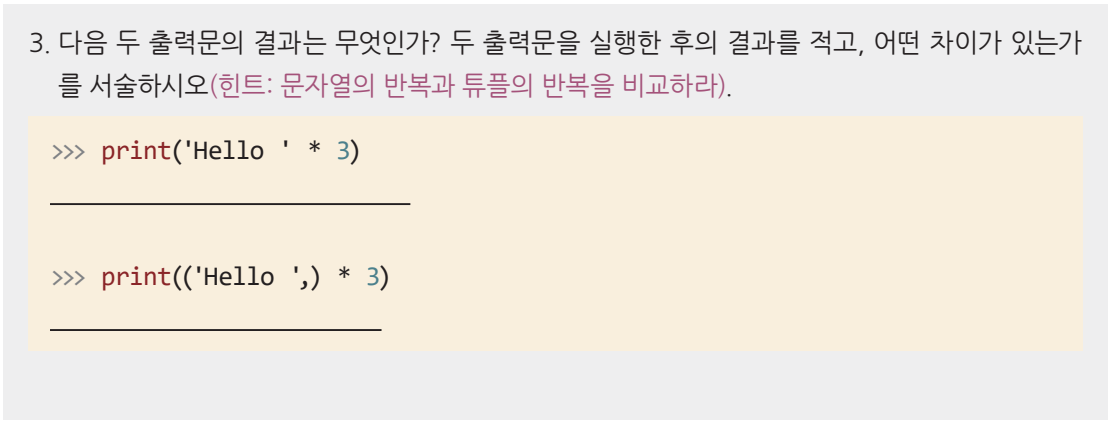 3. 다음 두 출력문의 결과는 무엇인가? 두 출력문을 실행한 후의 결과를 적고, 어떤 차이가 있는가
를 서술하시오(힌트: 문자열의 반복과 튜플의 반복을 비교하라).
>>> print('Hello ' * 3)
>>> print(('Hello ',) * 3)